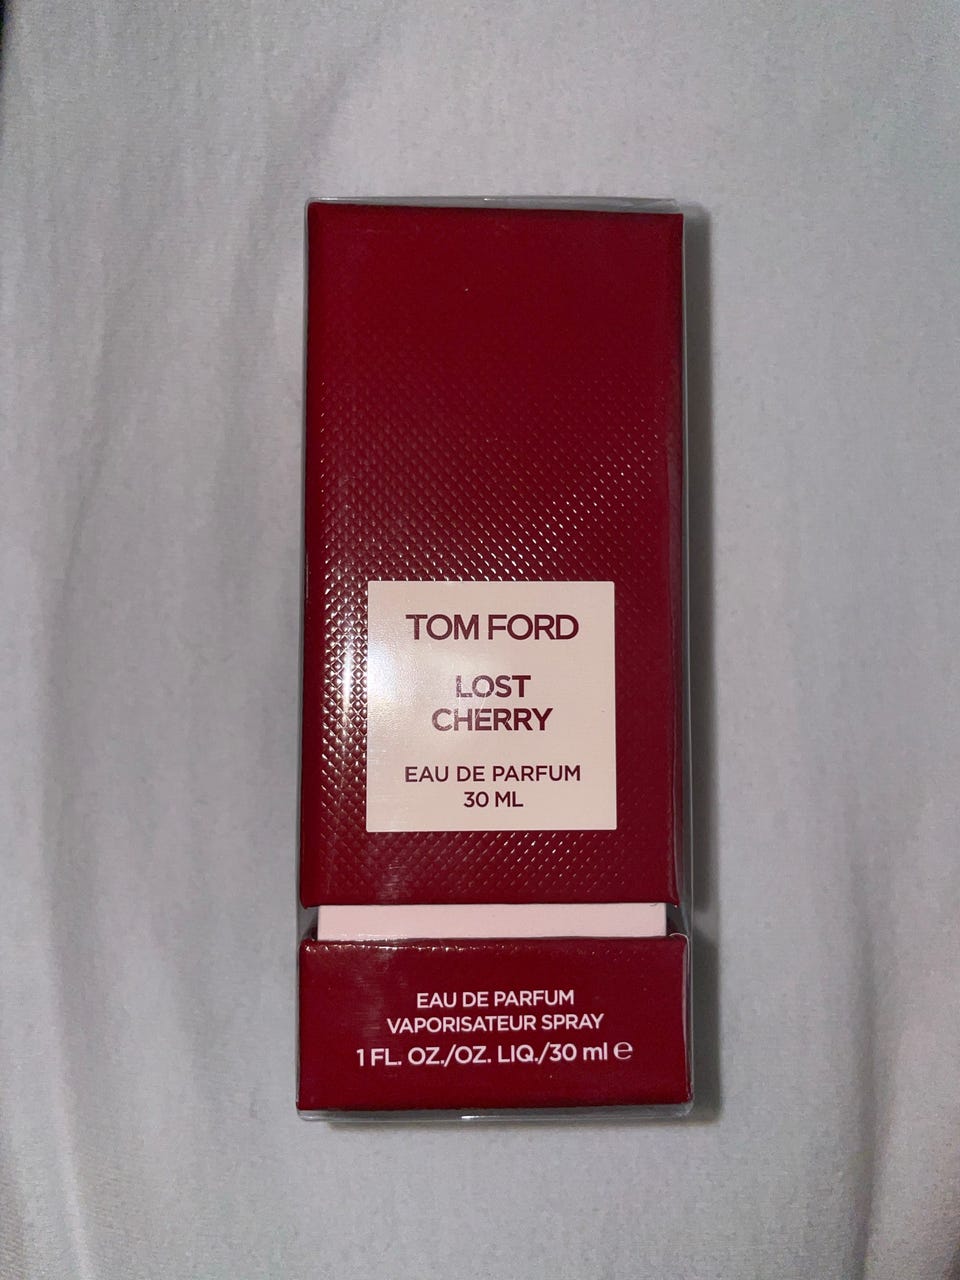 TOM FORD
LOST
CHERRY
EAU DE PARFUM
30 ML
EAU DE PARFUM
VAPORISATEUR SPRAY
1 FL. OZ./OZ. LIQ./30 ml ℮